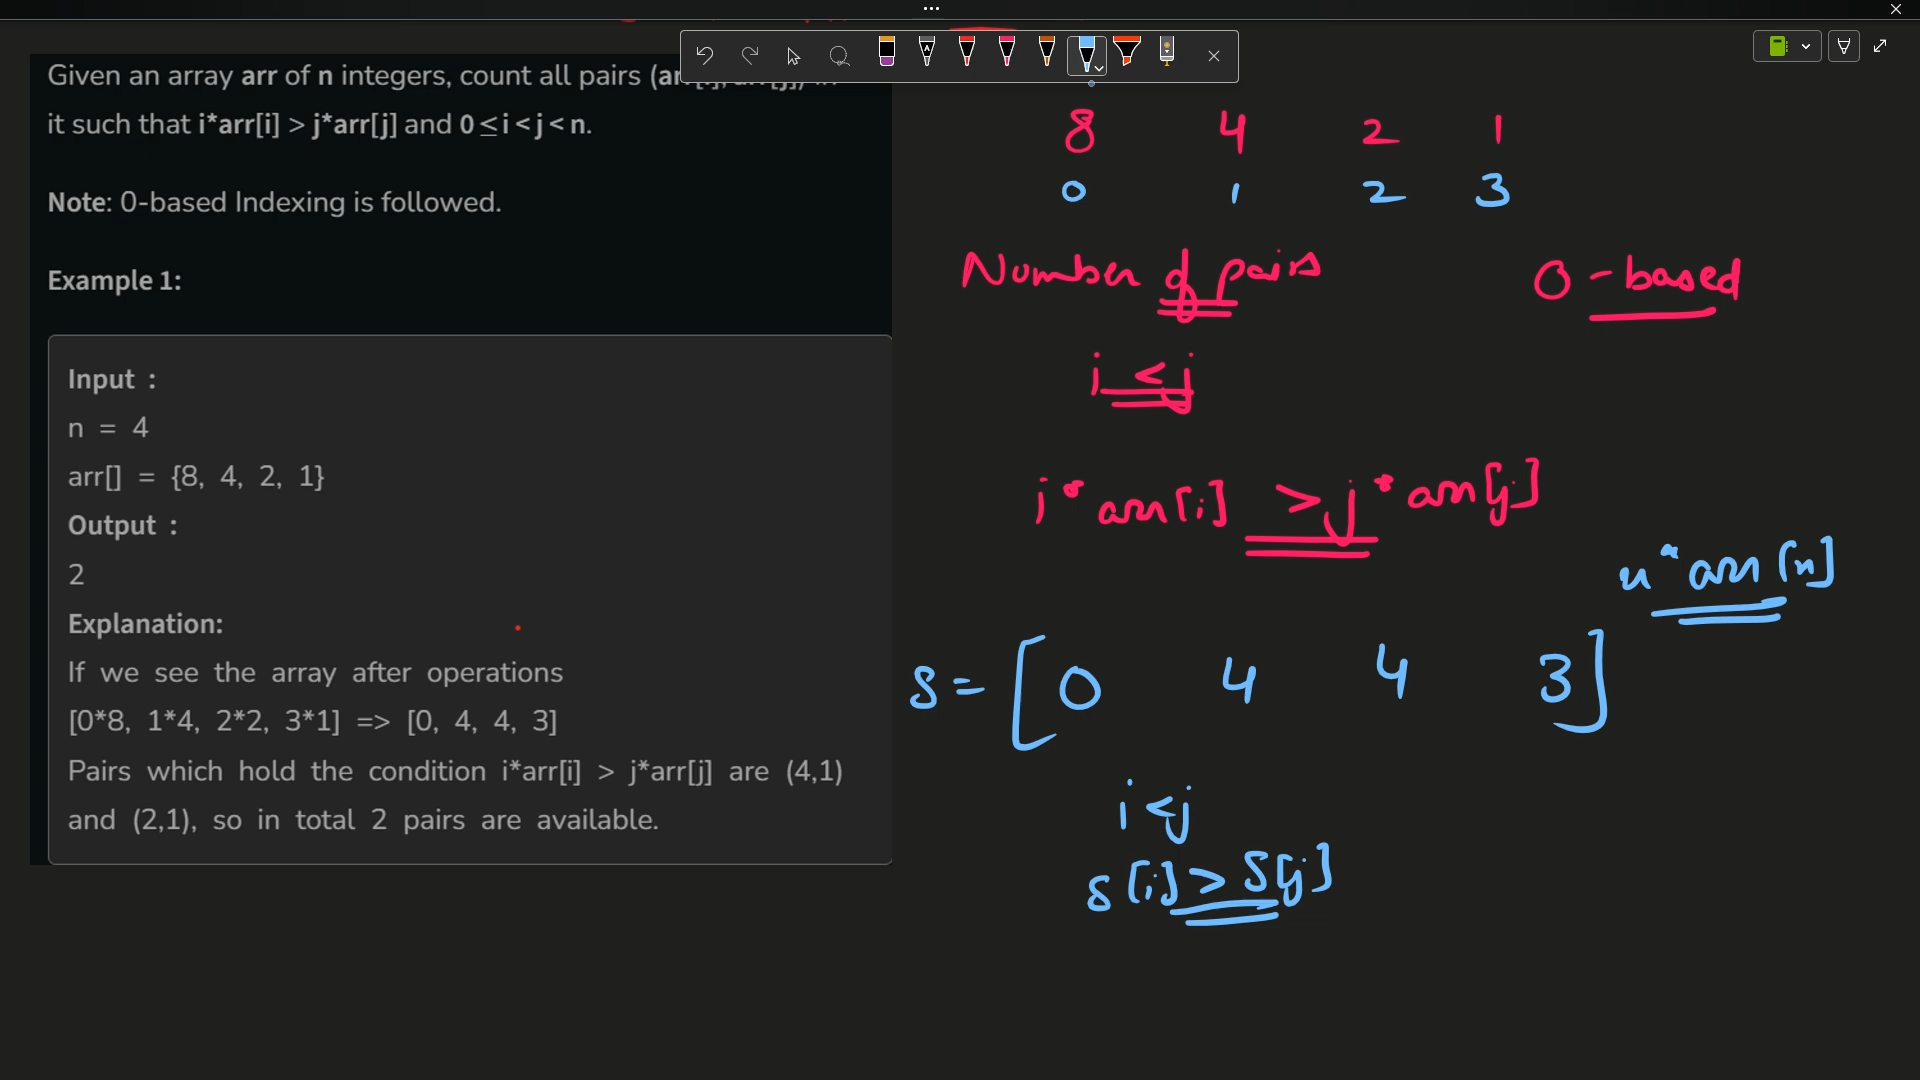 Given an array arr of n integers, count all pairs
it such that i*arr[i] > j*arr[j] and 0 ≤ i < j < n.
Note: 0-based Indexing is followed.
Example 1:
Input :
n = 4
arr[] = {8, 4, 2, 1}
Output :
2
Explanation:
If we see the array after operations
[0*8, 1*4, 2*2, 3*1] => [0, 4, 4, 3]
Pairs which hold the condition i*arr[i] > j*arr[j] are (4,1)
and (2,1), so in total 2 pairs are available.
8 4 2 1
0 1 2 3
Number of pairs
0-based
i < j
i * arr[i] > j * arr[j]
n * arr[n]
S = [0 4 4 3]
i < j
S[i] > S[j]